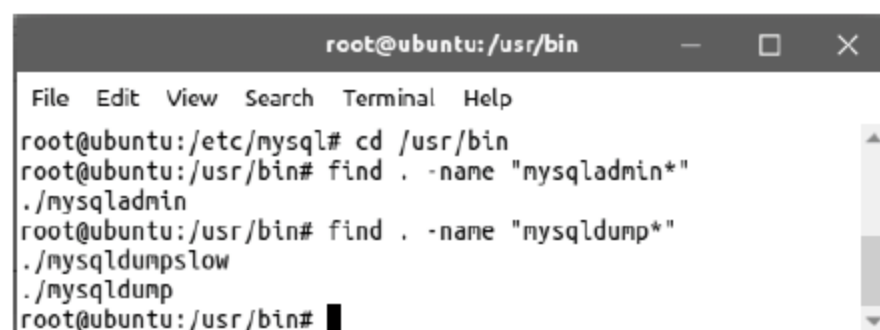 root@ubuntu:/usr/bin
File Edit View Search Terminal Help
root@ubuntu:/etc/mysql# cd /usr/bin
root@ubuntu:/usr/bin# find . -name "mysqladmin*"
./mysqladmin
root@ubuntu:/usr/bin# find . -name "mysqldump*"
./mysqldumpslow
./mysqldump
root@ubuntu:/usr/bin#